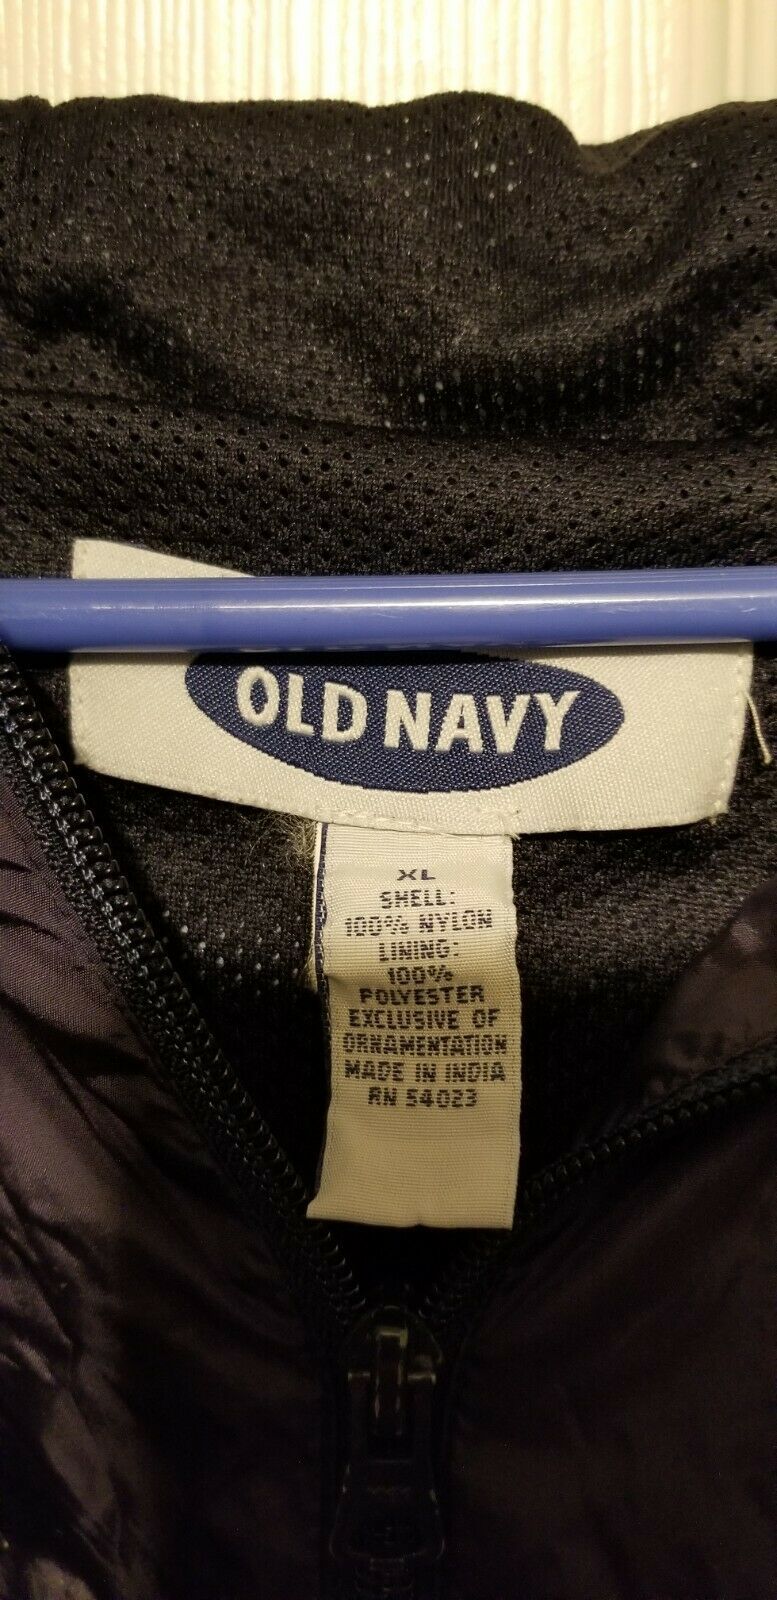 OLD NAVY
XL
SHELL:
100% NYLON
LINING:
100%
POLYESTER
EXCLUSIVE OF
ORNAMENTATION
MADE IN INDIA
RN 54023